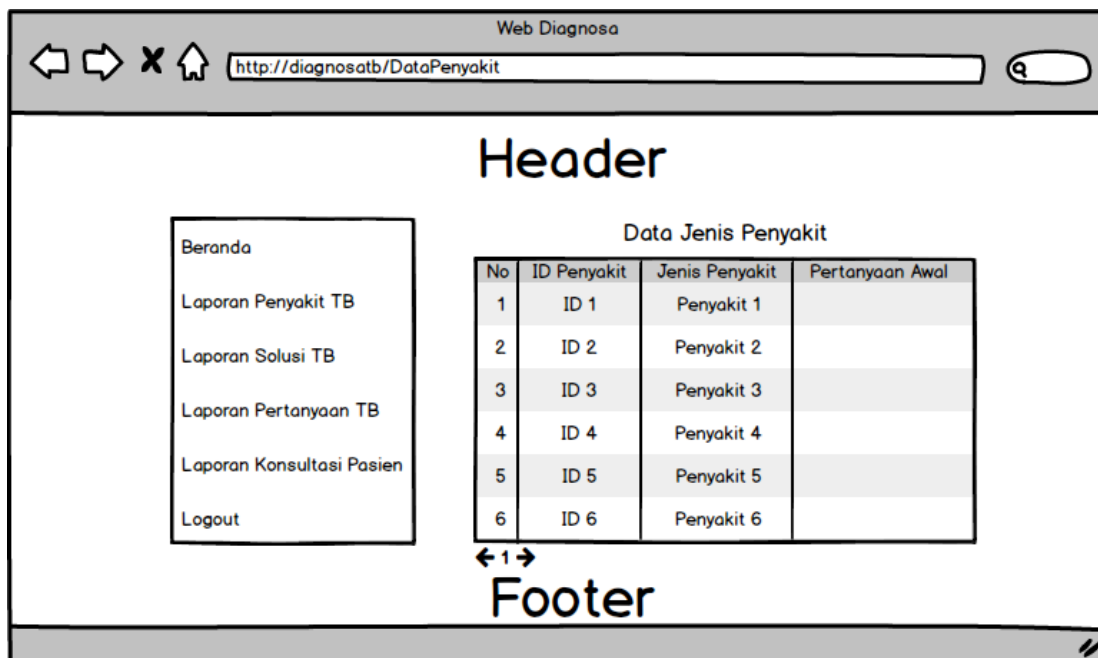 Web Diagnosa
http://diagnosatb/DataPenyakit
Header
Beranda
Laporan Penyakit TB
Laporan Solusi TB
Laporan Pertanyaan TB
Laporan Konsultasi Pasien
Logout
Data Jenis Penyakit
No ID Penyakit Jenis Penyakit Pertanyaan Awal
1 ID 1 Penyakit 1
2 ID 2 Penyakit 2
3 ID 3 Penyakit 3
4 ID 4 Penyakit 4
5 ID 5 Penyakit 5
6 ID 6 Penyakit 6
1
Footer